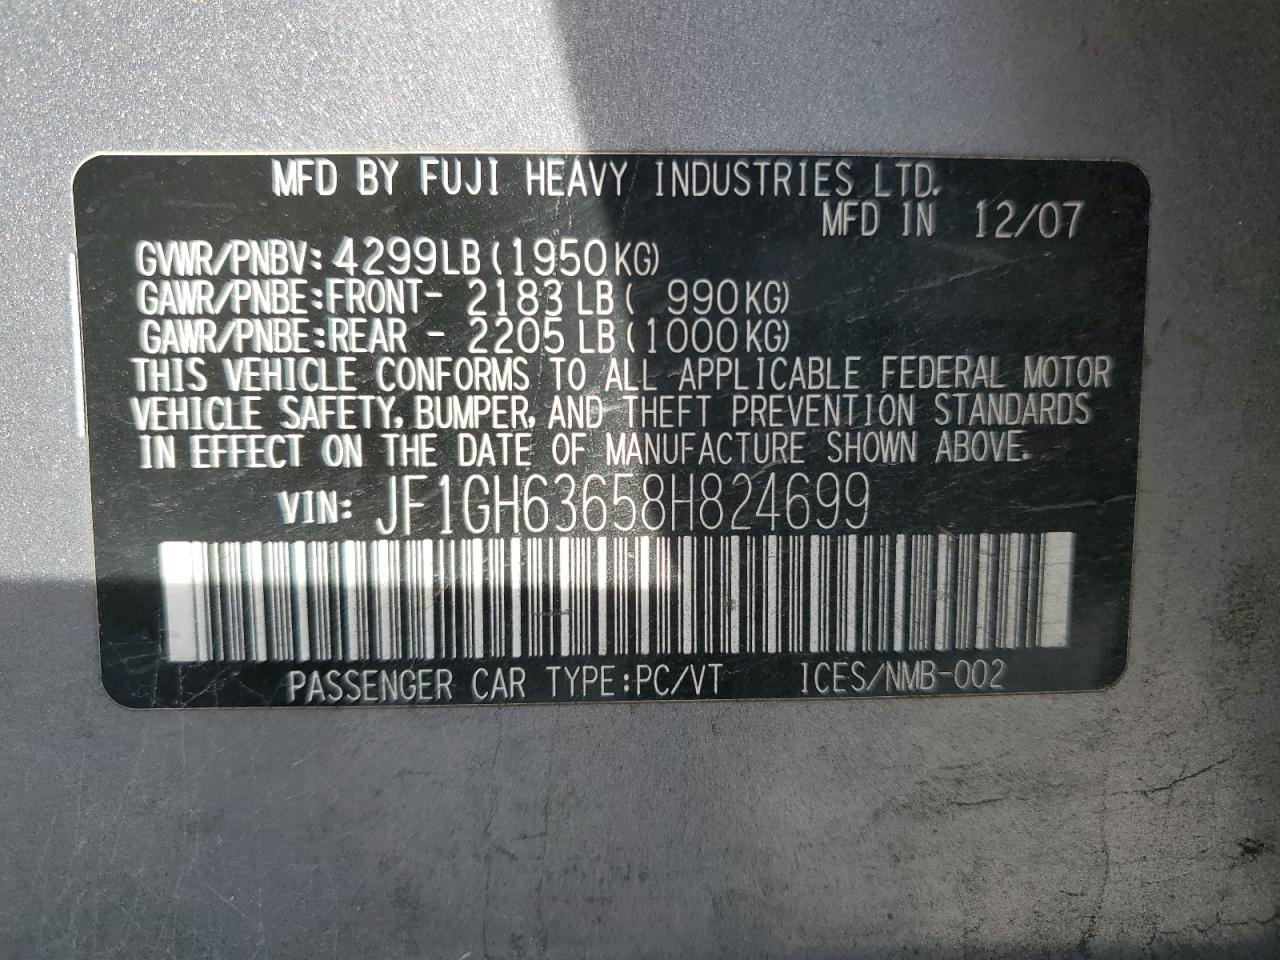 MFD BY FUJI HEAVY INDUSTRIES LTD.
MFD IN 12/07
GVWR/PNBV: 4299LB (1950KG)
GAWR/PNBE:FRONT- 2183 LB ( 990KG)
GAWR/PNBE:REAR - 2205 LB (1000KG)
THIS VEHICLE CONFORMS TO ALL APPLICABLE FEDERAL MOTOR
VEHICLE SAFETY, BUMPER, AND THEFT PREVENTION STANDARDS
IN EFFECT ON THE DATE OF MANUFACTURE SHOWN ABOVE.
VIN: JF1GH63658H824699
PASSENGER CAR TYPE:PC/VT ICES/NMB-002